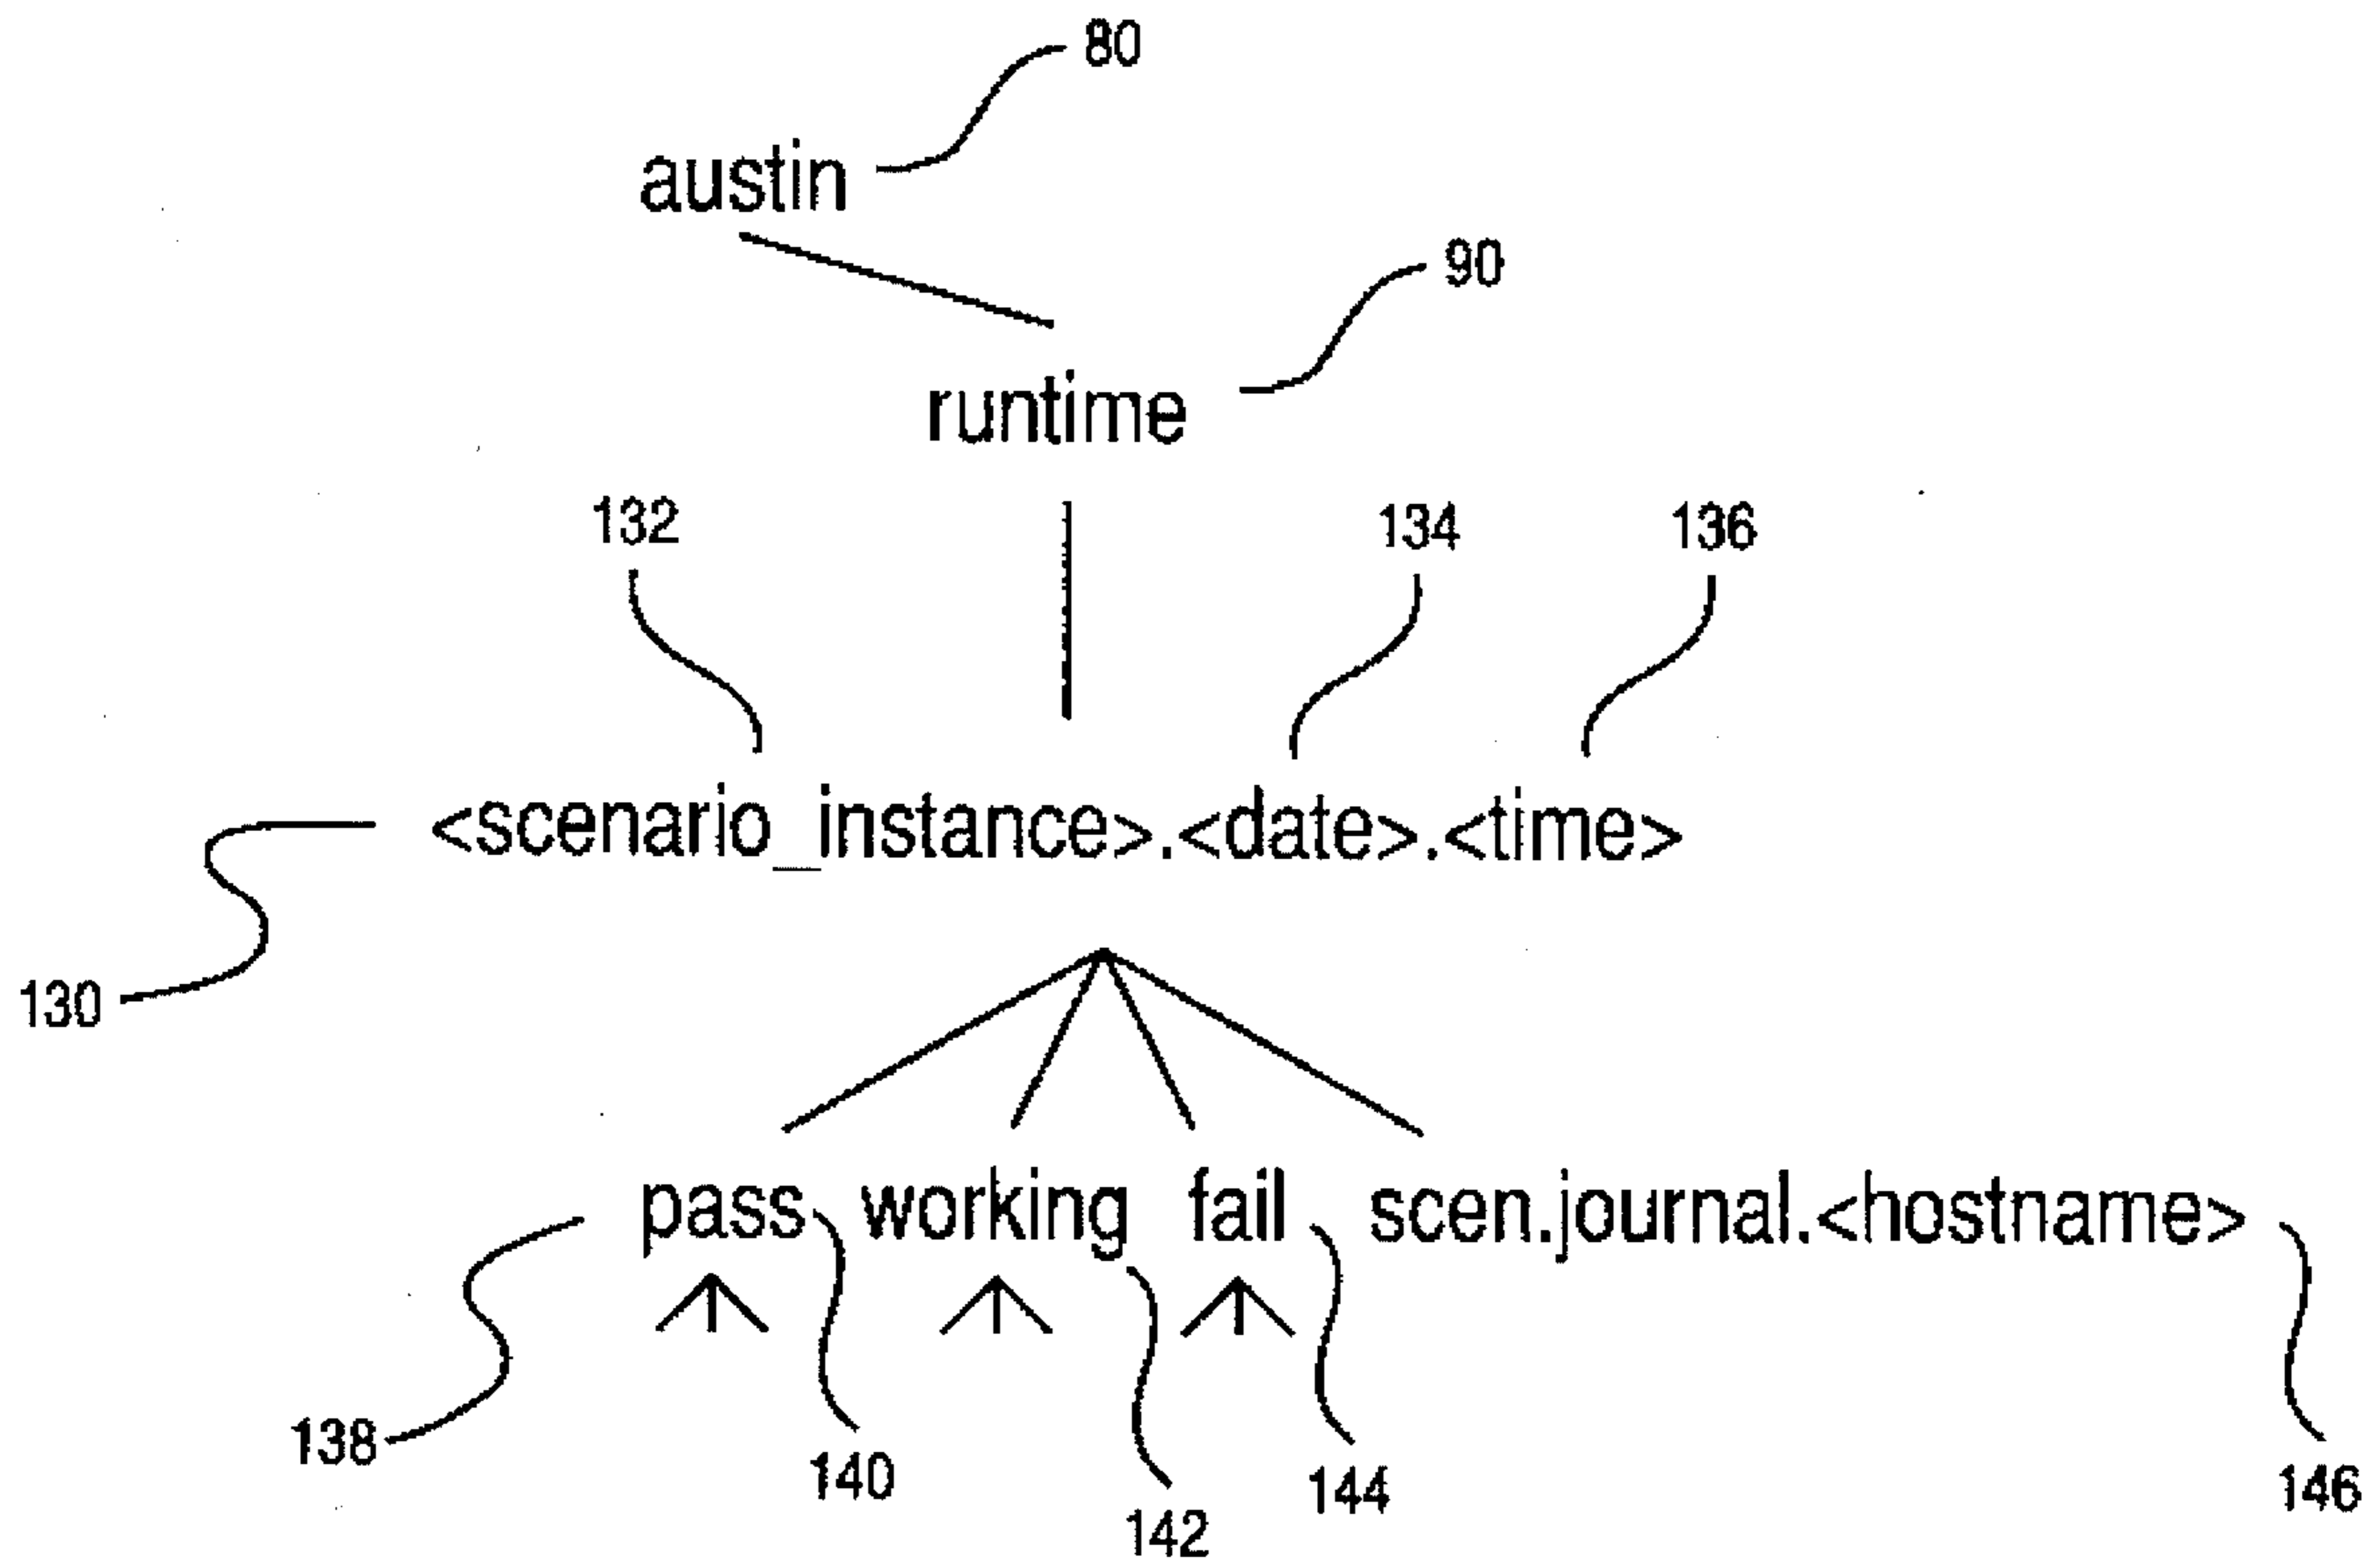 80
austin
90
runtime
132 134 136
<scenario_instance>.<date>.<time>
130
pass working fail scen.journal.<hostname>
138 140 142 144 146